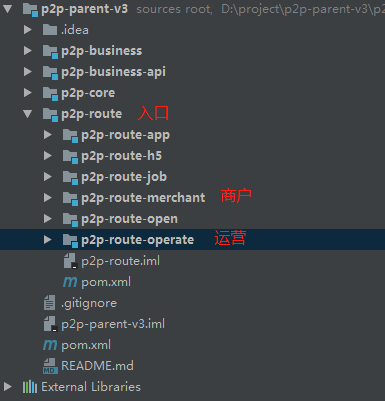 p2p-parent-v3 sources root, D:\project\p2p-parent-v3\p2
.idea
p2p-business
p2p-business-api
p2p-core
p2p-route 入口
p2p-route-app
p2p-route-h5
p2p-route-job
p2p-route-merchant 商户
p2p-route-open
p2p-route-operate 运营
p2p-route.iml
m pom.xml
.gitignore
p2p-parent-v3.iml
m pom.xml
MD README.md
External Libraries